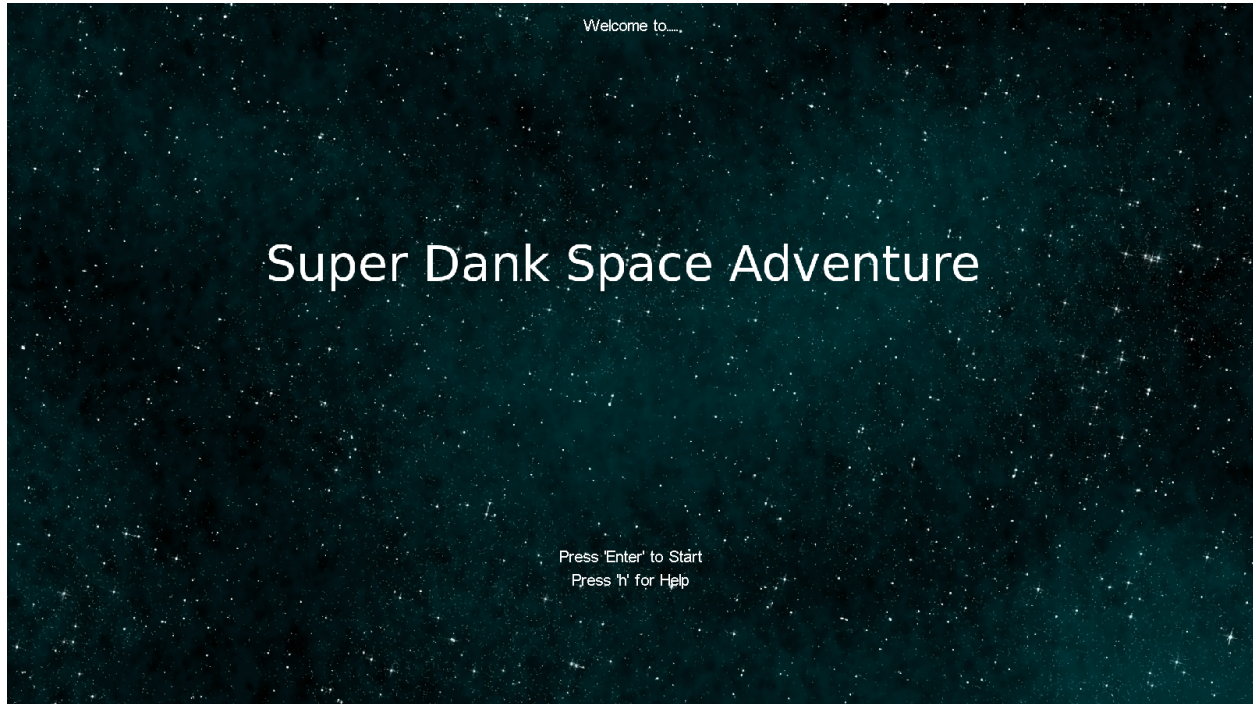 Welcome to.....
Super Dank Space Adventure
Press 'Enter' to Start
Press 'h' for Help